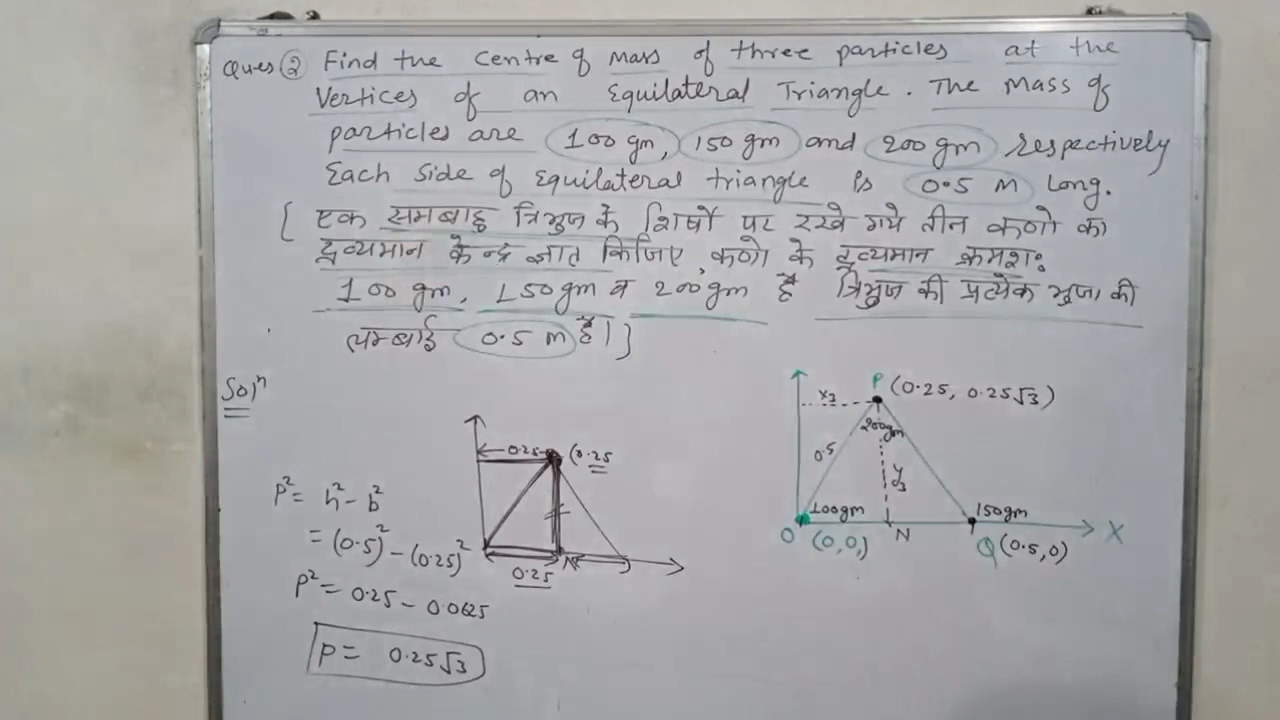 Ques ② Find the Centre of Mass of three particles at the
Vertices of an Equilateral Triangle. The Mass of
particles are 100 gm, 150 gm and 200 gm respectively
Each Side of Equilateral triangle is 0.5 M Long.
{ एक समबाहु त्रिभुज के शिर्षो पर रखे गये तीन कणो का
द्रव्यमान केन्द्र ज्ञात किजिए, कणो के द्रव्यमान क्रमशः
100 gm, 150 gm व 200 gm है त्रिभुज की प्रत्येक भुजा की
लम्बाई 0.5 M है। }
Solⁿ
P² = h² - b²
= (0.5)² - (0.25)²
P² = 0.25 - 0.0625
P = 0.25√3
0.25
(0.25
N
0.25
P (0.25, 0.25√3)
x₃
200gm
0.5
y₃
100gm
150gm
O (0,0,)
N
Q (0.5,0)
X